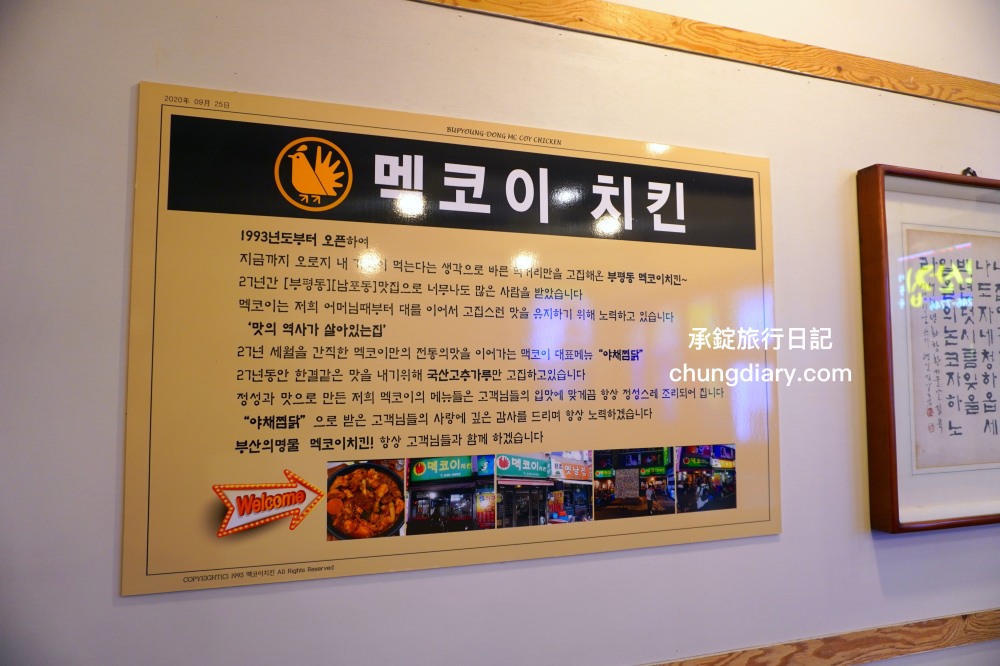 2020年 09月 25日
BUPYOUNG-DONG MC COY CHICKEN
멕코이 치킨
1993년도부터 오픈하여
지금까지 오로지 내 먹는다는 생각으로 바른 먹거리만을 고집해온 부평동 멕코이치킨~
27년간 [부평동][남포동]맛집으로 너무나도 많은 사람을 받았습니다
멕코이는 저희 어머님때부터 대를 이어서 고집스런 맛을 유지하기 위해 노력하고 있습니다
'맛의 역사가 살아있는집'
27년 세월을 간직한 멕코이만의 전통의맛을 이어가는 맥코이 대표메뉴 "야채찜닭"
27년동안 한결같은 맛을 내기위해 국산고추가루만 고집하고있습니다
정성과 맛으로 만든 저희 멕코이의 메뉴들은 고객님들의 입맛에 맞게끔 항상 정성스레 조리되어 집니다
"야채찜닭" 으로 받은 고객님들의 사랑에 깊은 감사를 드리며 항상 노력하겠습니다
부산의명물 멕코이치킨! 항상 고객님들과 함께 하겠습니다
Welcome
멕코이치킨
멕코이치킨
옛날
COPYRIGHT(C) 1993 멕코이치킨 All Rights Reserved
承錠旅行日記
chungdiary.com